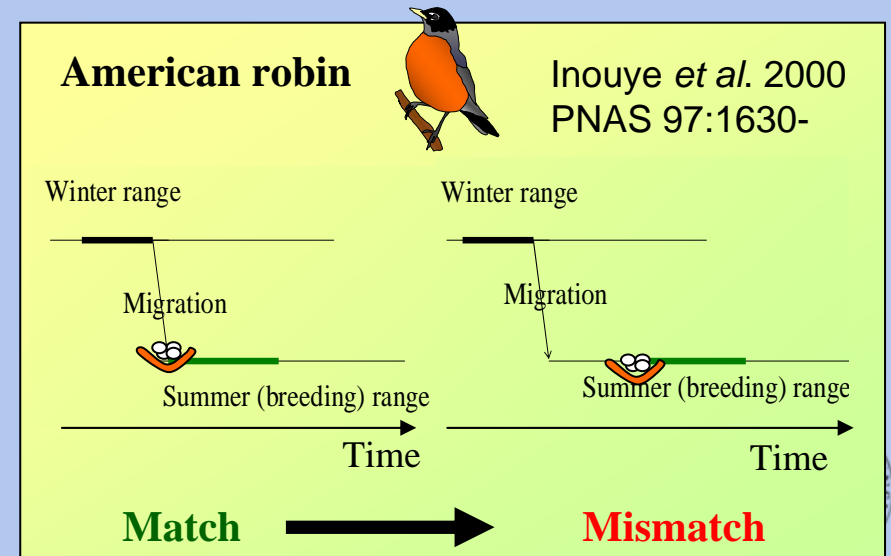 American robin
Inouye et al. 2000
PNAS 97:1630-
Winter range
Migration
Summer (breeding) range
Time
Winter range
Migration
Summer (breeding) range
Time
Match
Mismatch